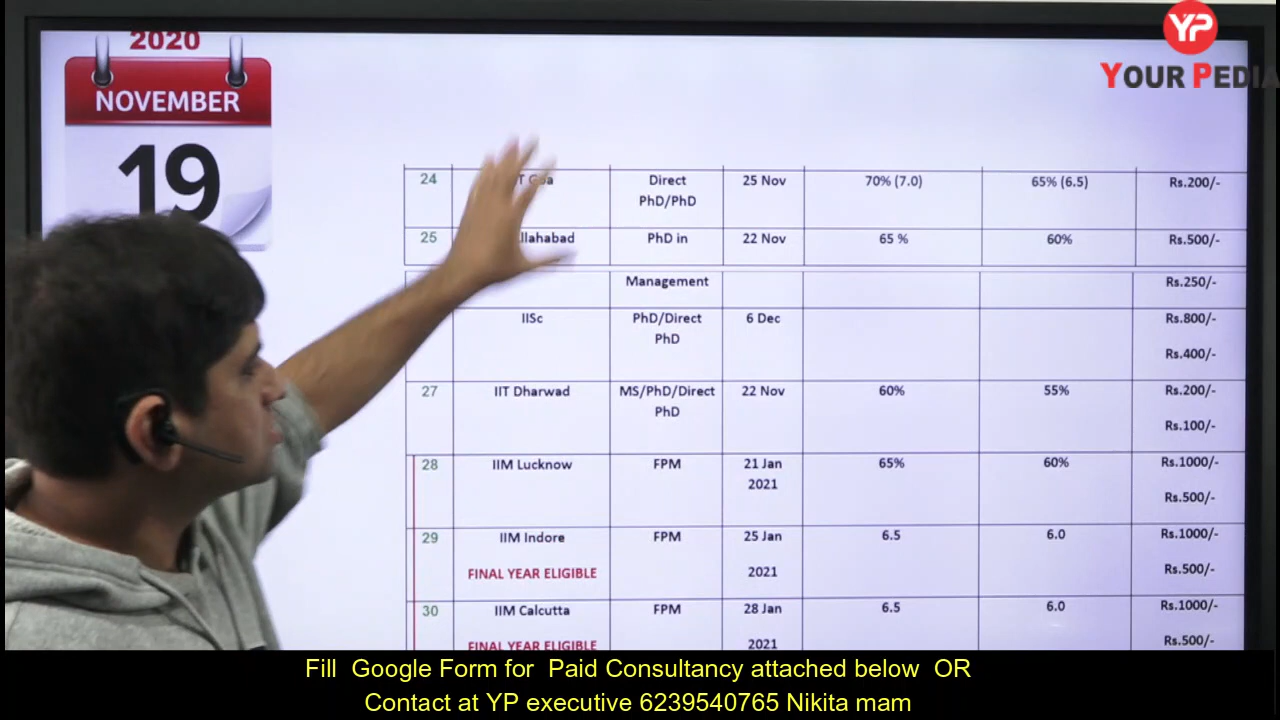 2020
NOVEMBER
19
YP
YOUR PEDIA
24 Direct 25 Nov 70% (7.0) 65% (6.5) Rs.200/-
PhD/PhD
25 PhD in 22 Nov 65 % 60% Rs.500/-
Management Rs.250/-
IISc PhD/Direct 6 Dec Rs.800/-
PhD
Rs.400/-
27 IIT Dharwad MS/PhD/Direct 22 Nov 60% 55% Rs.200/-
PhD
Rs.100/-
28 IIM Lucknow FPM 21 Jan 65% 60% Rs.1000/-
2021
Rs.500/-
29 IIM Indore FPM 25 Jan 6.5 6.0 Rs.1000/-
FINAL YEAR ELIGIBLE 2021 Rs.500/-
30 IIM Calcutta FPM 28 Jan 6.5 6.0 Rs.1000/-
FINAL YEAR ELIGIBLE 2021 Rs.500/-
Fill Google Form for Paid Consultancy attached below OR
Contact at YP executive 6239540765 Nikita mam